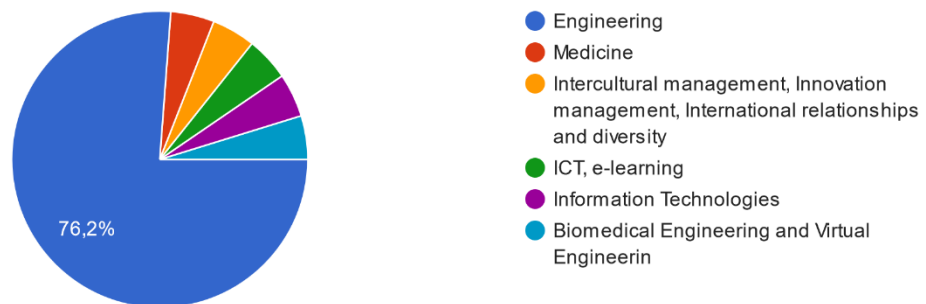 76,2%
Engineering
Medicine
Intercultural management, Innovation
management, International relationships
and diversity
ICT, e-learning
Information Technologies
Biomedical Engineering and Virtual
Engineerin